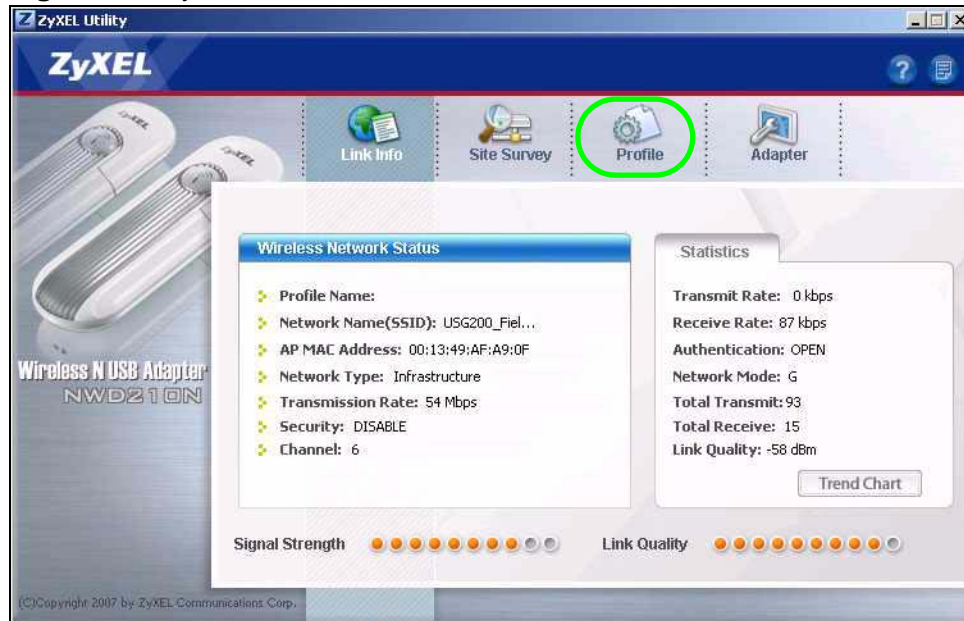 ZyXEL Utility
ZyXEL
Link Info
Site Survey
Profile
Adapter
Wireless Network Status
Profile Name:
Network Name(SSID): USG200_Fiel...
AP MAC Address: 00:13:49:AF:A9:0F
Network Type: Infrastructure
Transmission Rate: 54 Mbps
Security: DISABLE
Channel: 6
Statistics
Transmit Rate: 0 kbps
Receive Rate: 87 kbps
Authentication: OPEN
Network Mode: G
Total Transmit: 93
Total Receive: 15
Link Quality: -58 dBm
Trend Chart
Wireless N USB Adapter
NWD210N
Signal Strength
Link Quality
(C)Copyright 2007 by ZyXEL Communications Corp.